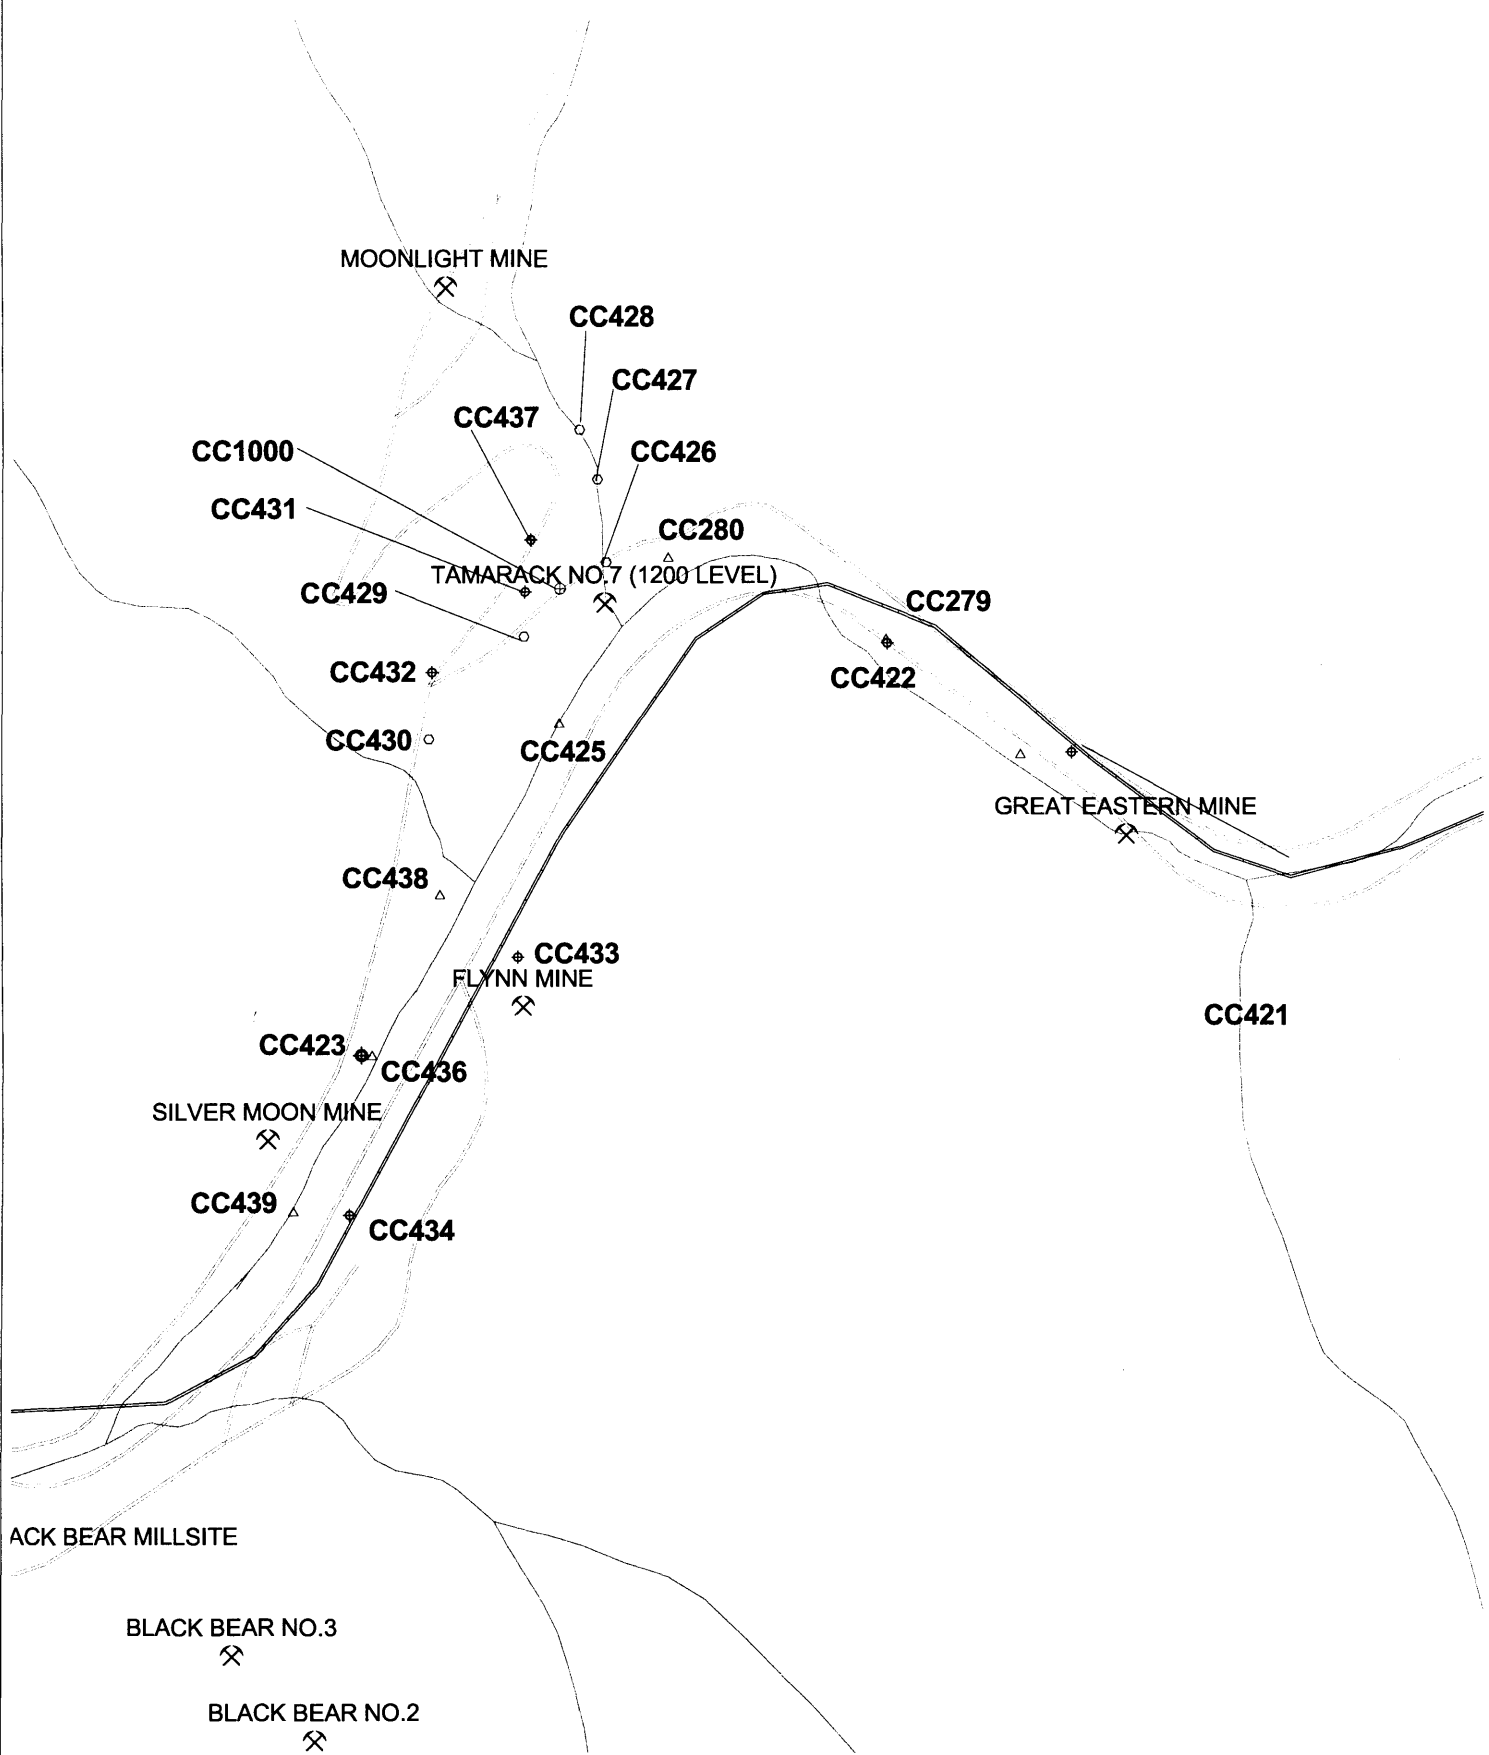 MOONLIGHT MINE
CC428
CC427
CC437
CC1000
CC426
CC431
CC280
TAMARACK NO.7 (1200 LEVEL)
CC429
CC279
CC432
CC422
CC430
CC425
GREAT EASTERN MINE
CC438
CC433
FLYNN MINE
CC421
CC423
CC436
SILVER MOON MINE
CC439
CC434
ACK BEAR MILLSITE
BLACK BEAR NO.3
BLACK BEAR NO.2